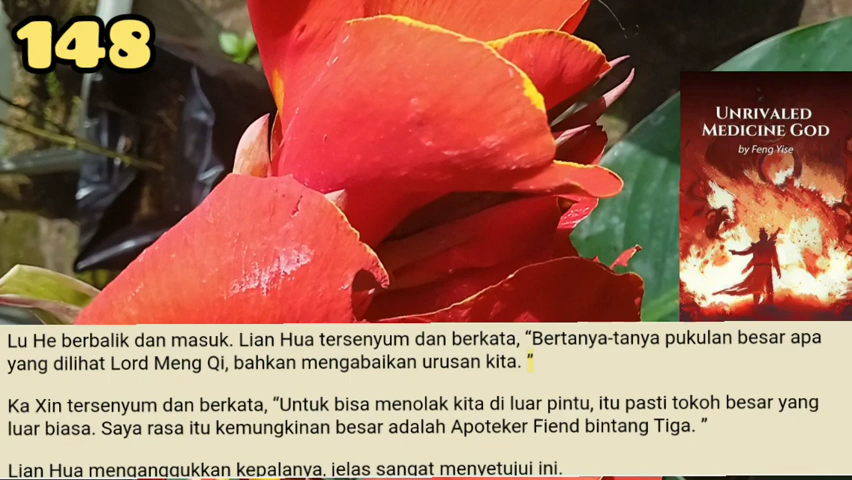 148
UNRIVALED
MEDICINE GOD
by Feng Yise
Lu He berbalik dan masuk. Lian Hua tersenyum dan berkata, “Bertanya-tanya pukulan besar apa
yang dilihat Lord Meng Qi, bahkan mengabaikan urusan kita. ”
Ka Xin tersenyum dan berkata, “Untuk bisa menolak kita di luar pintu, itu pasti tokoh besar yang
luar biasa. Saya rasa itu kemungkinan besar adalah Apoteker Fiend bintang Tiga. ”
Lian Hua menganggukkan kepalanya, jelas sangat menyetujui ini.